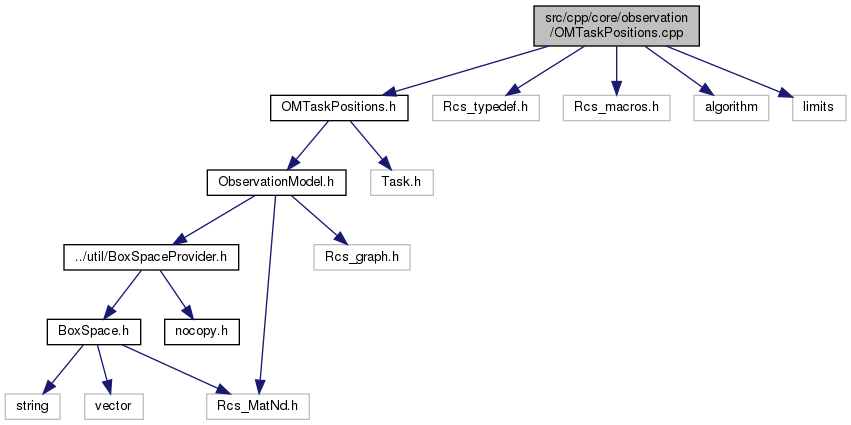 src/cpp/core/observation
/OMTaskPositions.cpp
OMTaskPositions.h
Rcs_typedef.h
Rcs_macros.h
algorithm
limits
ObservationModel.h
Task.h
../util/BoxSpaceProvider.h
Rcs_graph.h
BoxSpace.h
nocopy.h
string
vector
Rcs_MatNd.h